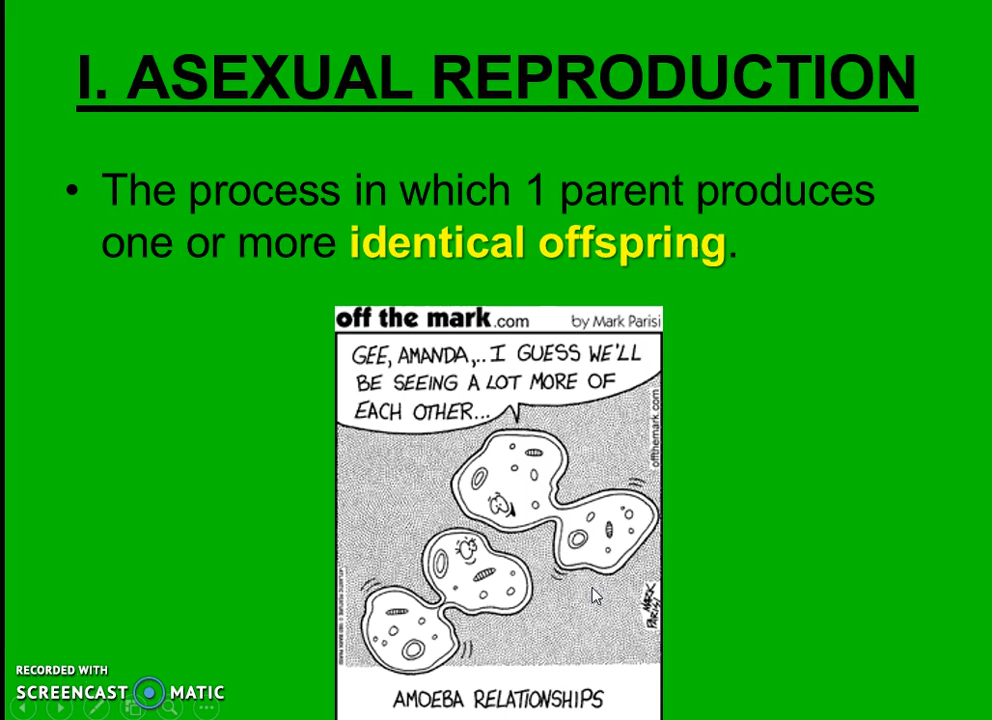 I. ASEXUAL REPRODUCTION
• The process in which 1 parent produces
one or more identical offspring.
off the mark.com by Mark Parisi
GEE, AMANDA,..I GUESS WE'LL
BE SEEING A LOT MORE OF
EACH OTHER...
offthemark.com
MARK
PARISI
AMOEBA RELATIONSHIPS
RECORDED WITH
SCREENCAST MATIC